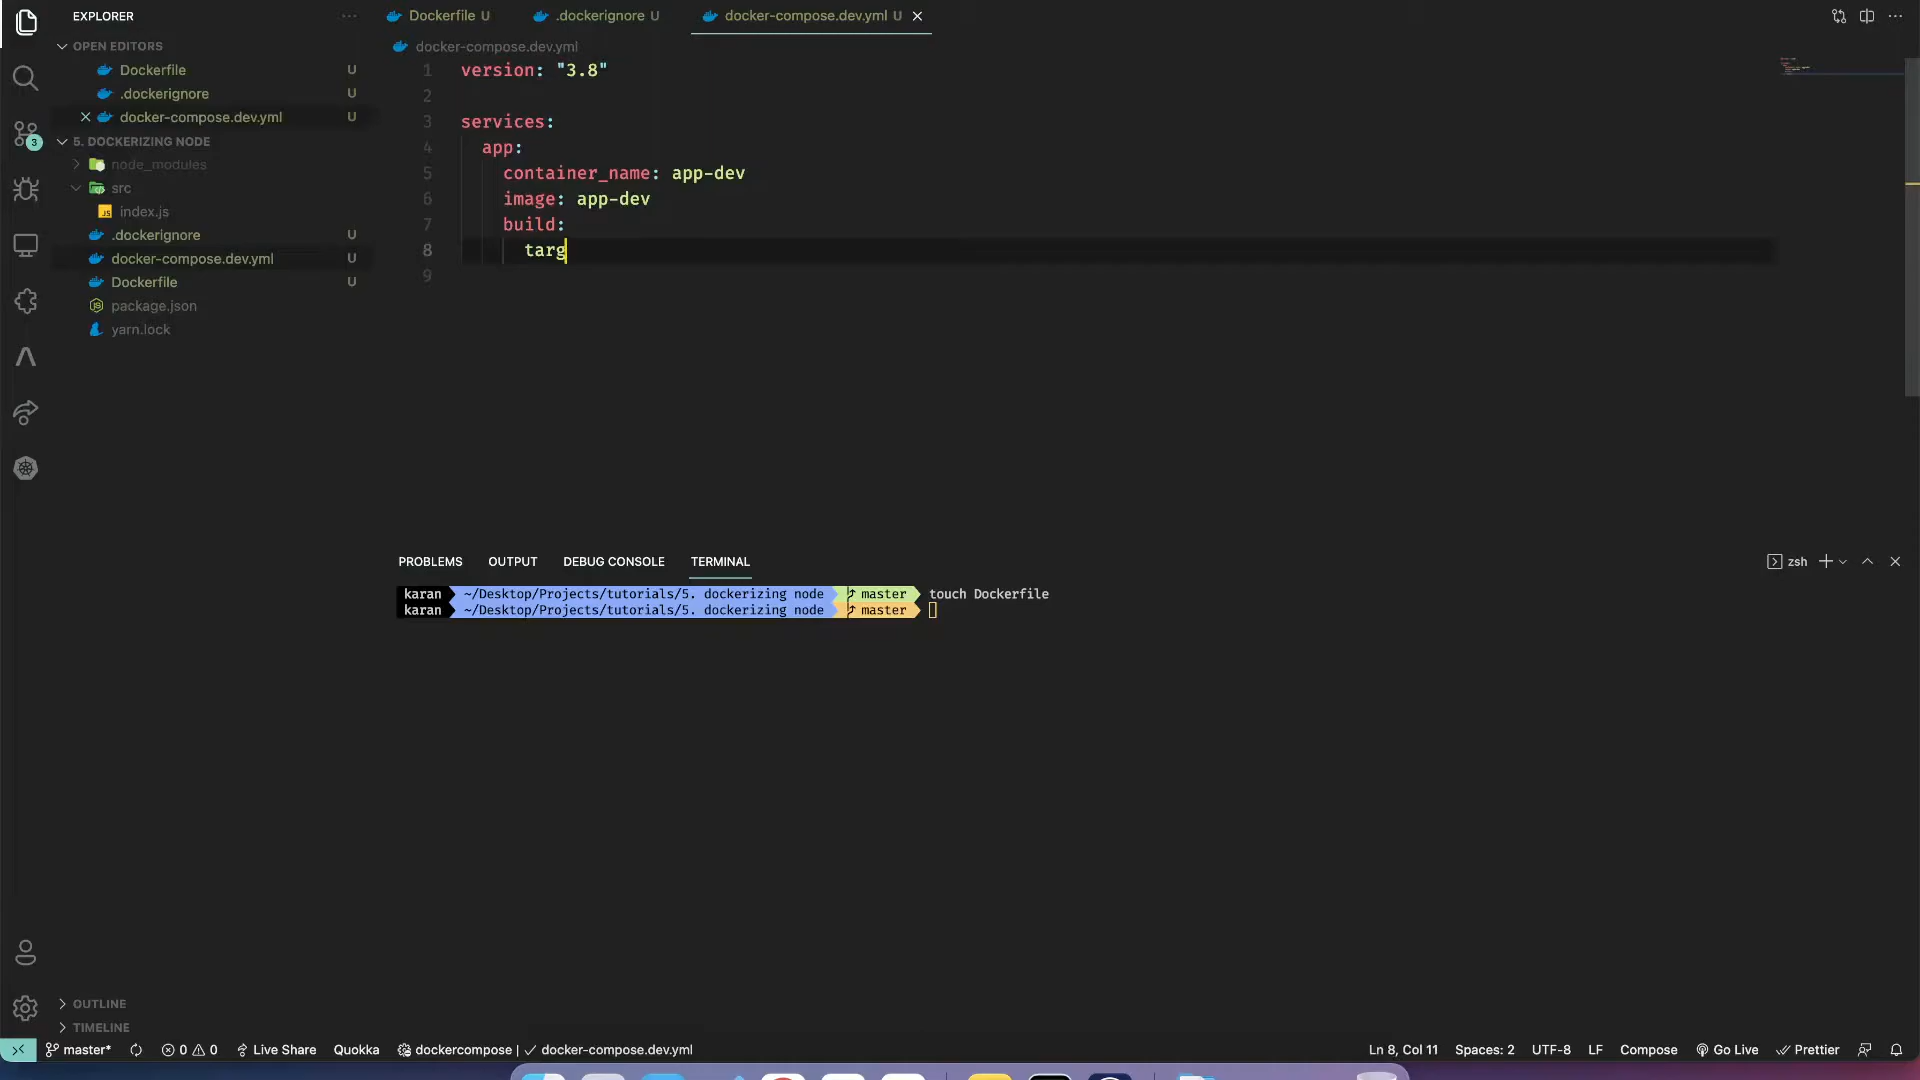 EXPLORER
OPEN EDITORS
Dockerfile U
.dockerignore U
docker-compose.dev.yml U
5. DOCKERIZING NODE
node_modules
src
JS index.js
.dockerignore U
docker-compose.dev.yml U
Dockerfile U
package.json
yarn.lock
3
OUTLINE
TIMELINE
Dockerfile U .dockerignore U docker-compose.dev.yml U
docker-compose.dev.yml
1 version: "3.8"
2
3 services:
4 app:
5 container_name: app-dev
6 image: app-dev
7 build:
8 targ
9
PROBLEMS OUTPUT DEBUG CONSOLE TERMINAL zsh
karan ~/Desktop/Projects/tutorials/5. dockerizing node master touch Dockerfile
karan ~/Desktop/Projects/tutorials/5. dockerizing node master
master* 0 0 Live Share Quokka dockercompose | docker-compose.dev.yml Ln 8, Col 11 Spaces: 2 UTF-8 LF Compose Go Live Prettier